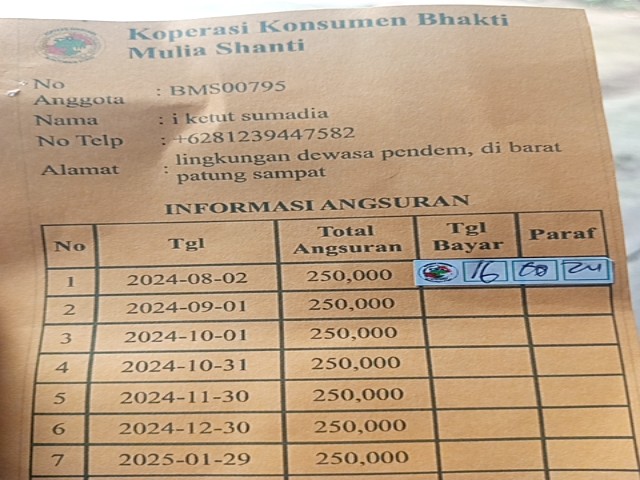 Koperasi Konsumen Bhakti
Mulia Shanti
No
Anggota : BMS00795
Nama : i ketut sumadia
No Telp : +6281239447582
Alamat : lingkungan dewasa pendem, di barat
patung sampat
INFORMASI ANGSURAN
No Tgl Total Angsuran Tgl Bayar Paraf
1 2024-08-02 250,000 16 08 24
2 2024-09-01 250,000
3 2024-10-01 250,000
4 2024-10-31 250,000
5 2024-11-30 250,000
6 2024-12-30 250,000
7 2025-01-29 250,000